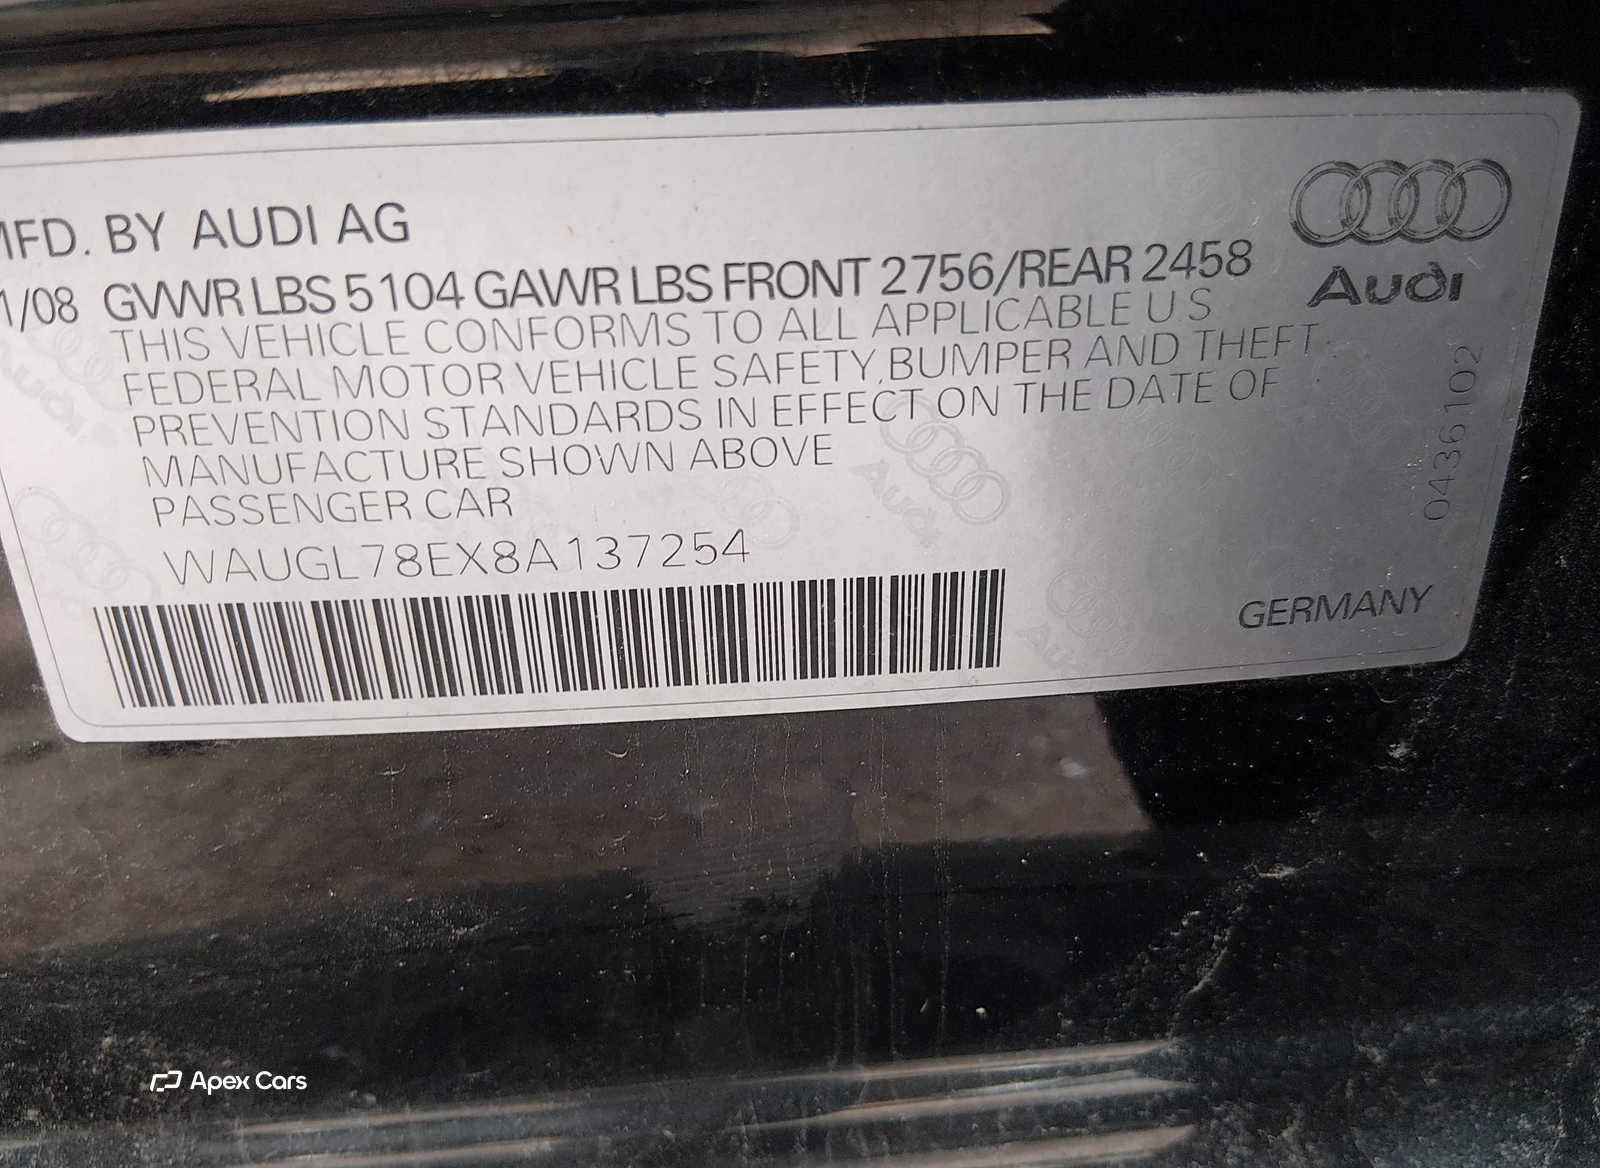 MFD. BY AUDI AG
1/08 GVWR LBS 5104 GAWR LBS FRONT 2756/REAR 2458
THIS VEHICLE CONFORMS TO ALL APPLICABLE U S
FEDERAL MOTOR VEHICLE SAFETY, BUMPER AND THEFT
PREVENTION STANDARDS IN EFFECT ON THE DATE OF
MANUFACTURE SHOWN ABOVE
PASSENGER CAR
WAUGL78EX8A137254
Audi
0436102
GERMANY
Apex Cars